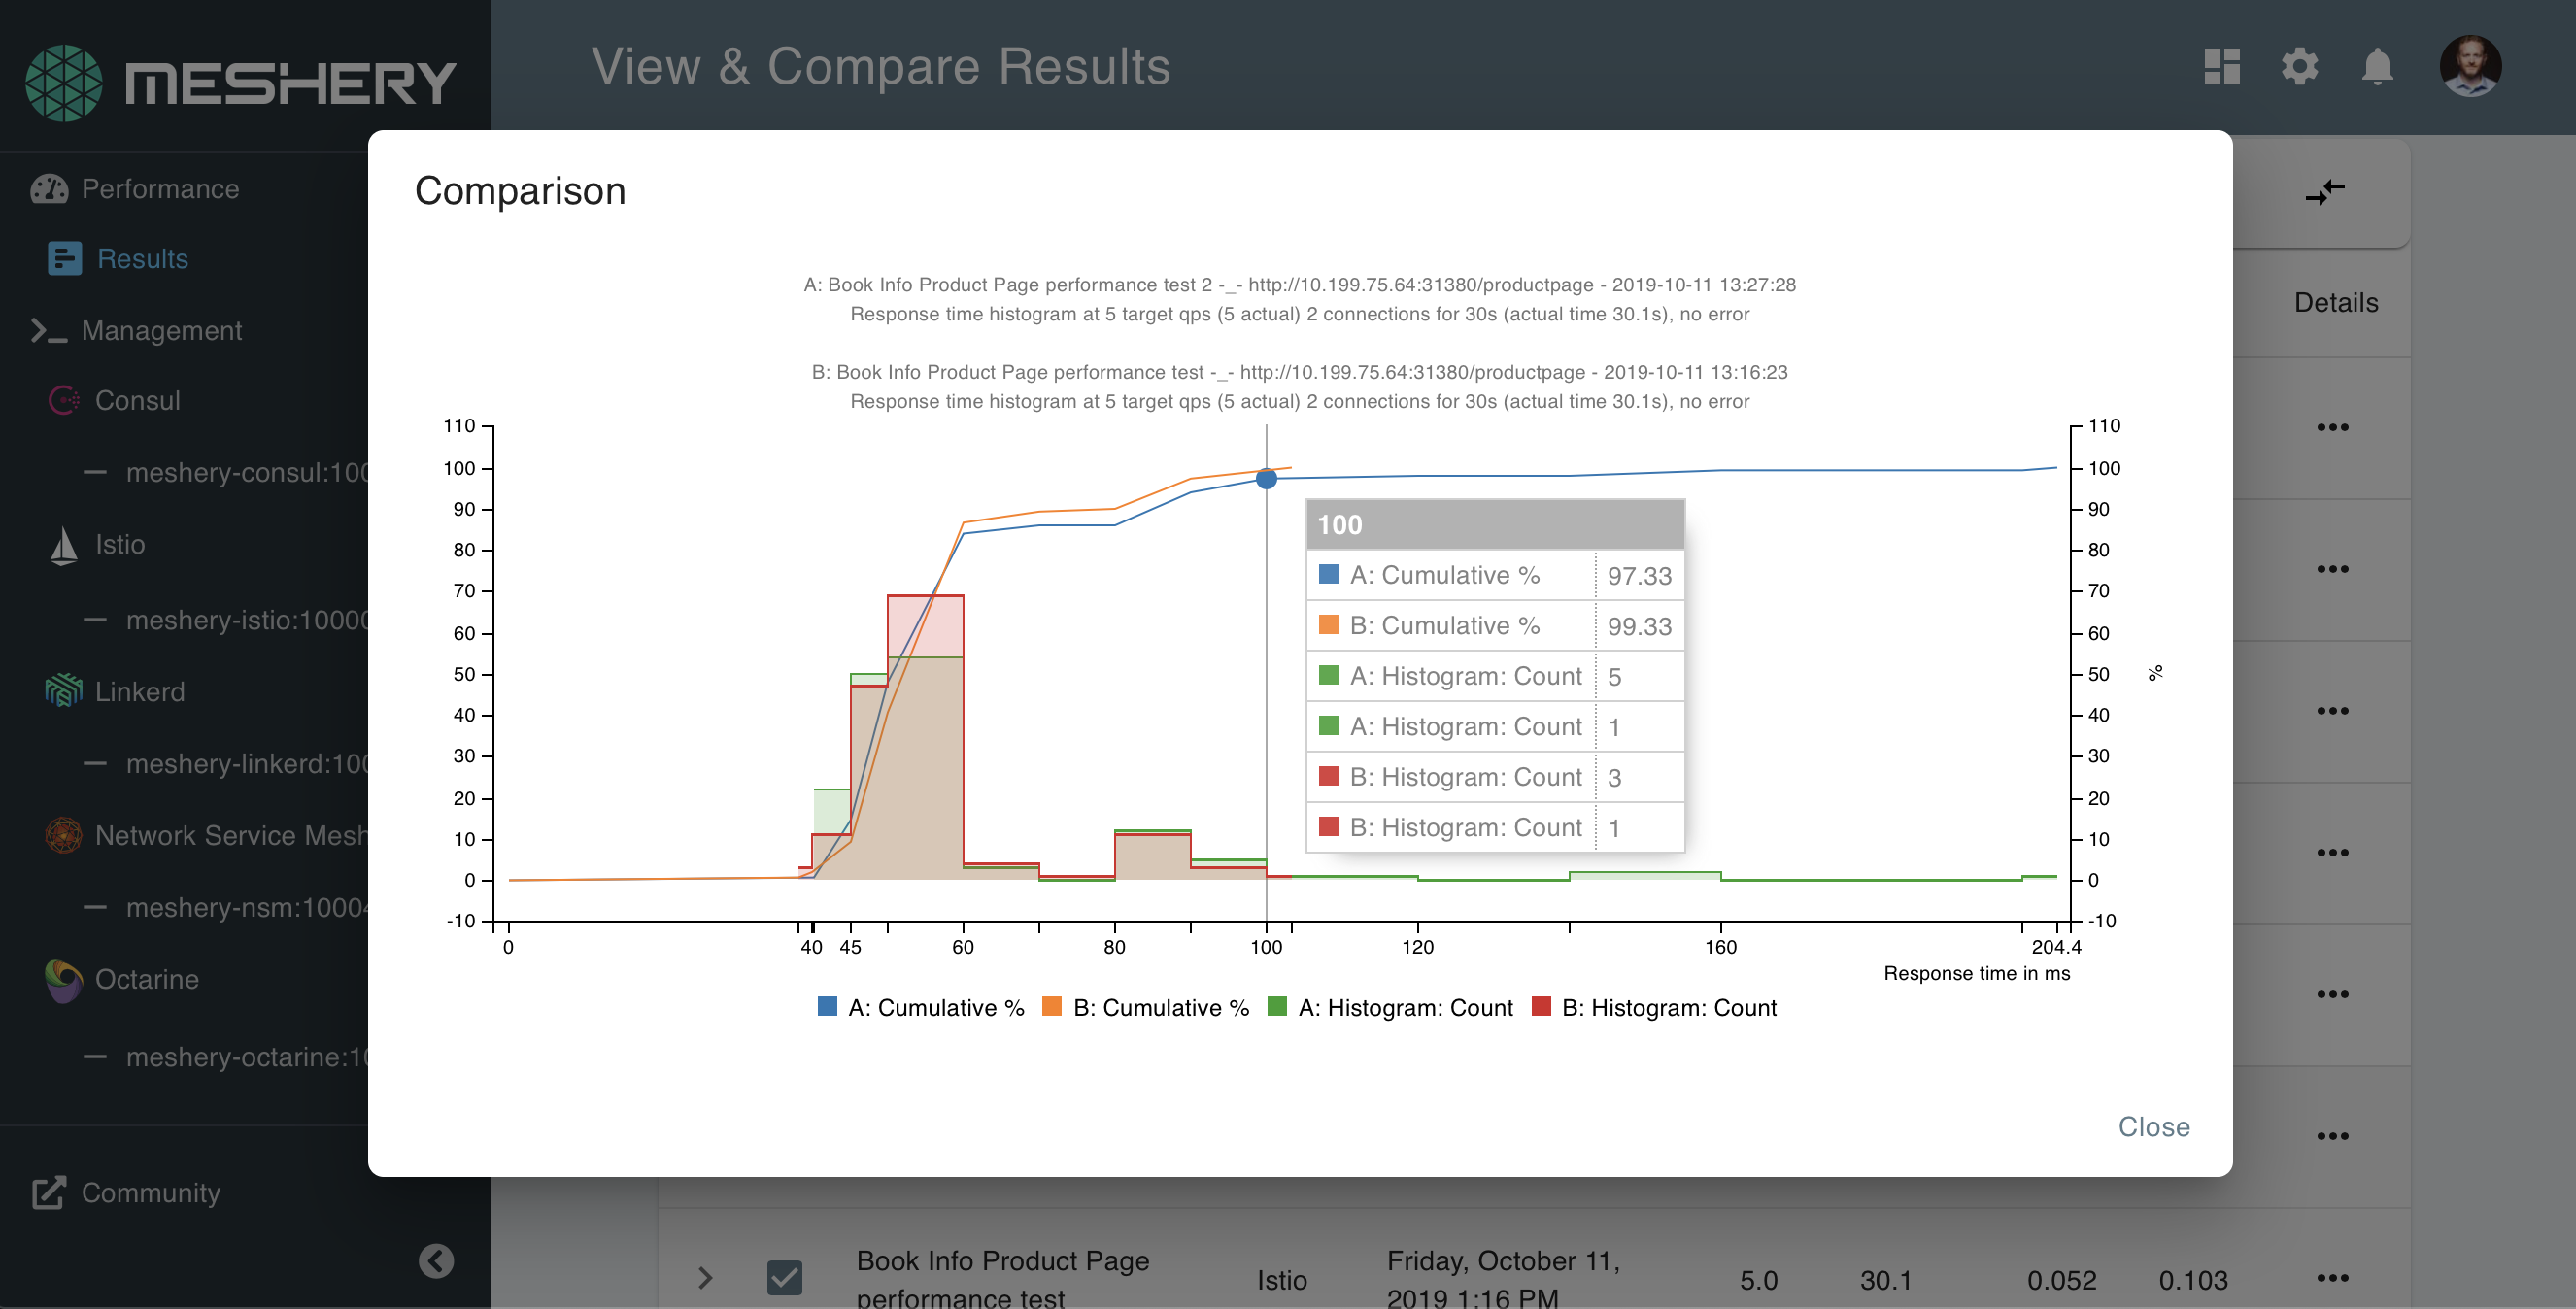 MESHERY
View & Compare Results
Performance
Results
Management
Consul
meshery-consul:100
Istio
meshery-istio:10000
Linkerd
meshery-linkerd:100
Network Service Mesh
meshery-nsm:10004
Octarine
meshery-octarine:10
Community
Details
Comparison
A: Book Info Product Page performance test 2 -_- http://10.199.75.64:31380/productpage - 2019-10-11 13:27:28
Response time histogram at 5 target qps (5 actual) 2 connections for 30s (actual time 30.1s), no error
B: Book Info Product Page performance test -_- http://10.199.75.64:31380/productpage - 2019-10-11 13:16:23
Response time histogram at 5 target qps (5 actual) 2 connections for 30s (actual time 30.1s), no error
110 110
100 100
90 90
80 80
70 70
60 60
50 50
40 40
30 30
20 20
10 10
0 0
-10 -10
%
100
A: Cumulative % 97.33
B: Cumulative % 99.33
A: Histogram: Count 5
A: Histogram: Count 1
B: Histogram: Count 3
B: Histogram: Count 1
0 40 45 60 80 100 120 160 204.4
Response time in ms
A: Cumulative % B: Cumulative % A: Histogram: Count B: Histogram: Count
Close
Book Info Product Page
performance test
Istio
Friday, October 11,
2019 1:16 PM
5.0 30.1 0.052 0.103